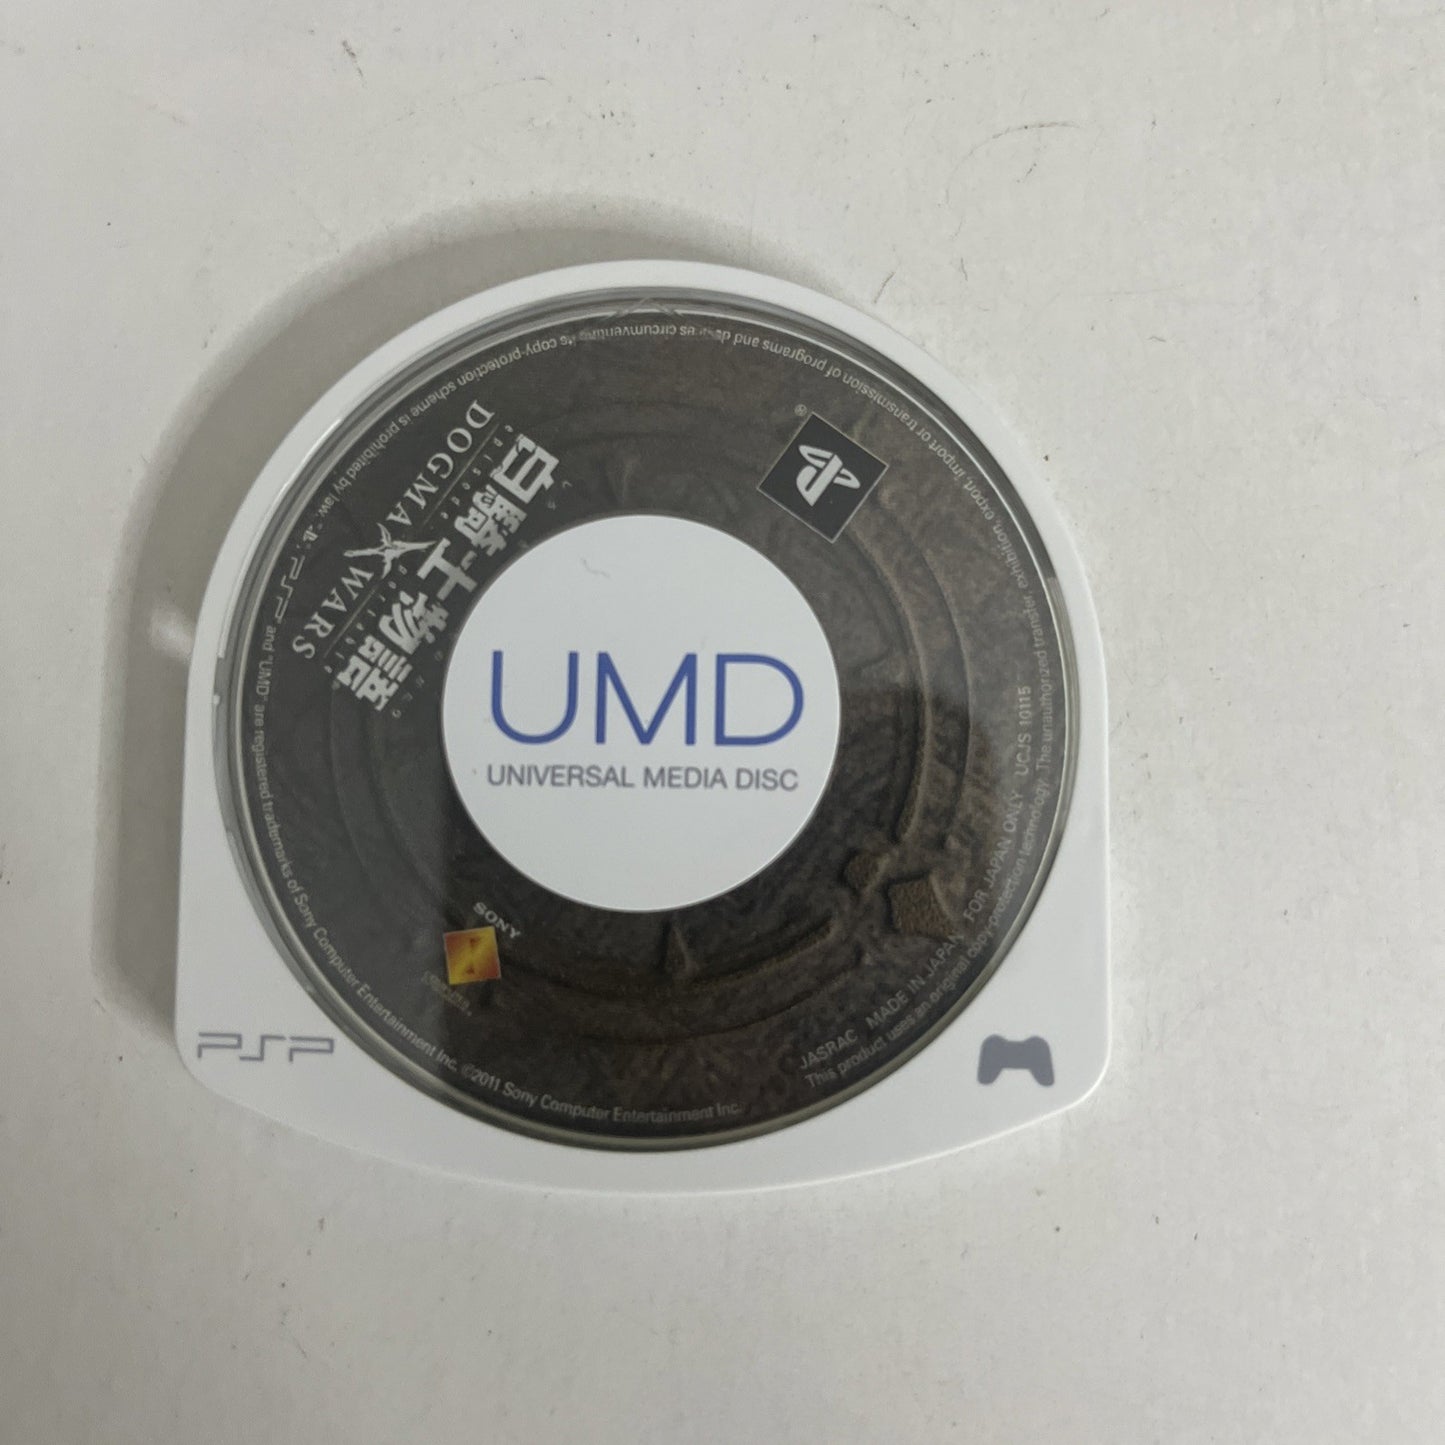 白騎士物語
episode.portable
DOGMA WARS
UMD
UNIVERSAL MEDIA DISC
SONY
PSP
JASRAC MADE IN JAPAN FOR JAPAN ONLY UCJS 10115
This product uses an original copy-protection technology. The unauthorized transfer, exhibition, export, import, or transmission of programs and devices circumventing its copy-protection scheme is prohibited by law.
"PSP" and "UMD" are registered trademarks of Sony Computer Entertainment Inc. ©2011 Sony Computer Entertainment Inc.
®